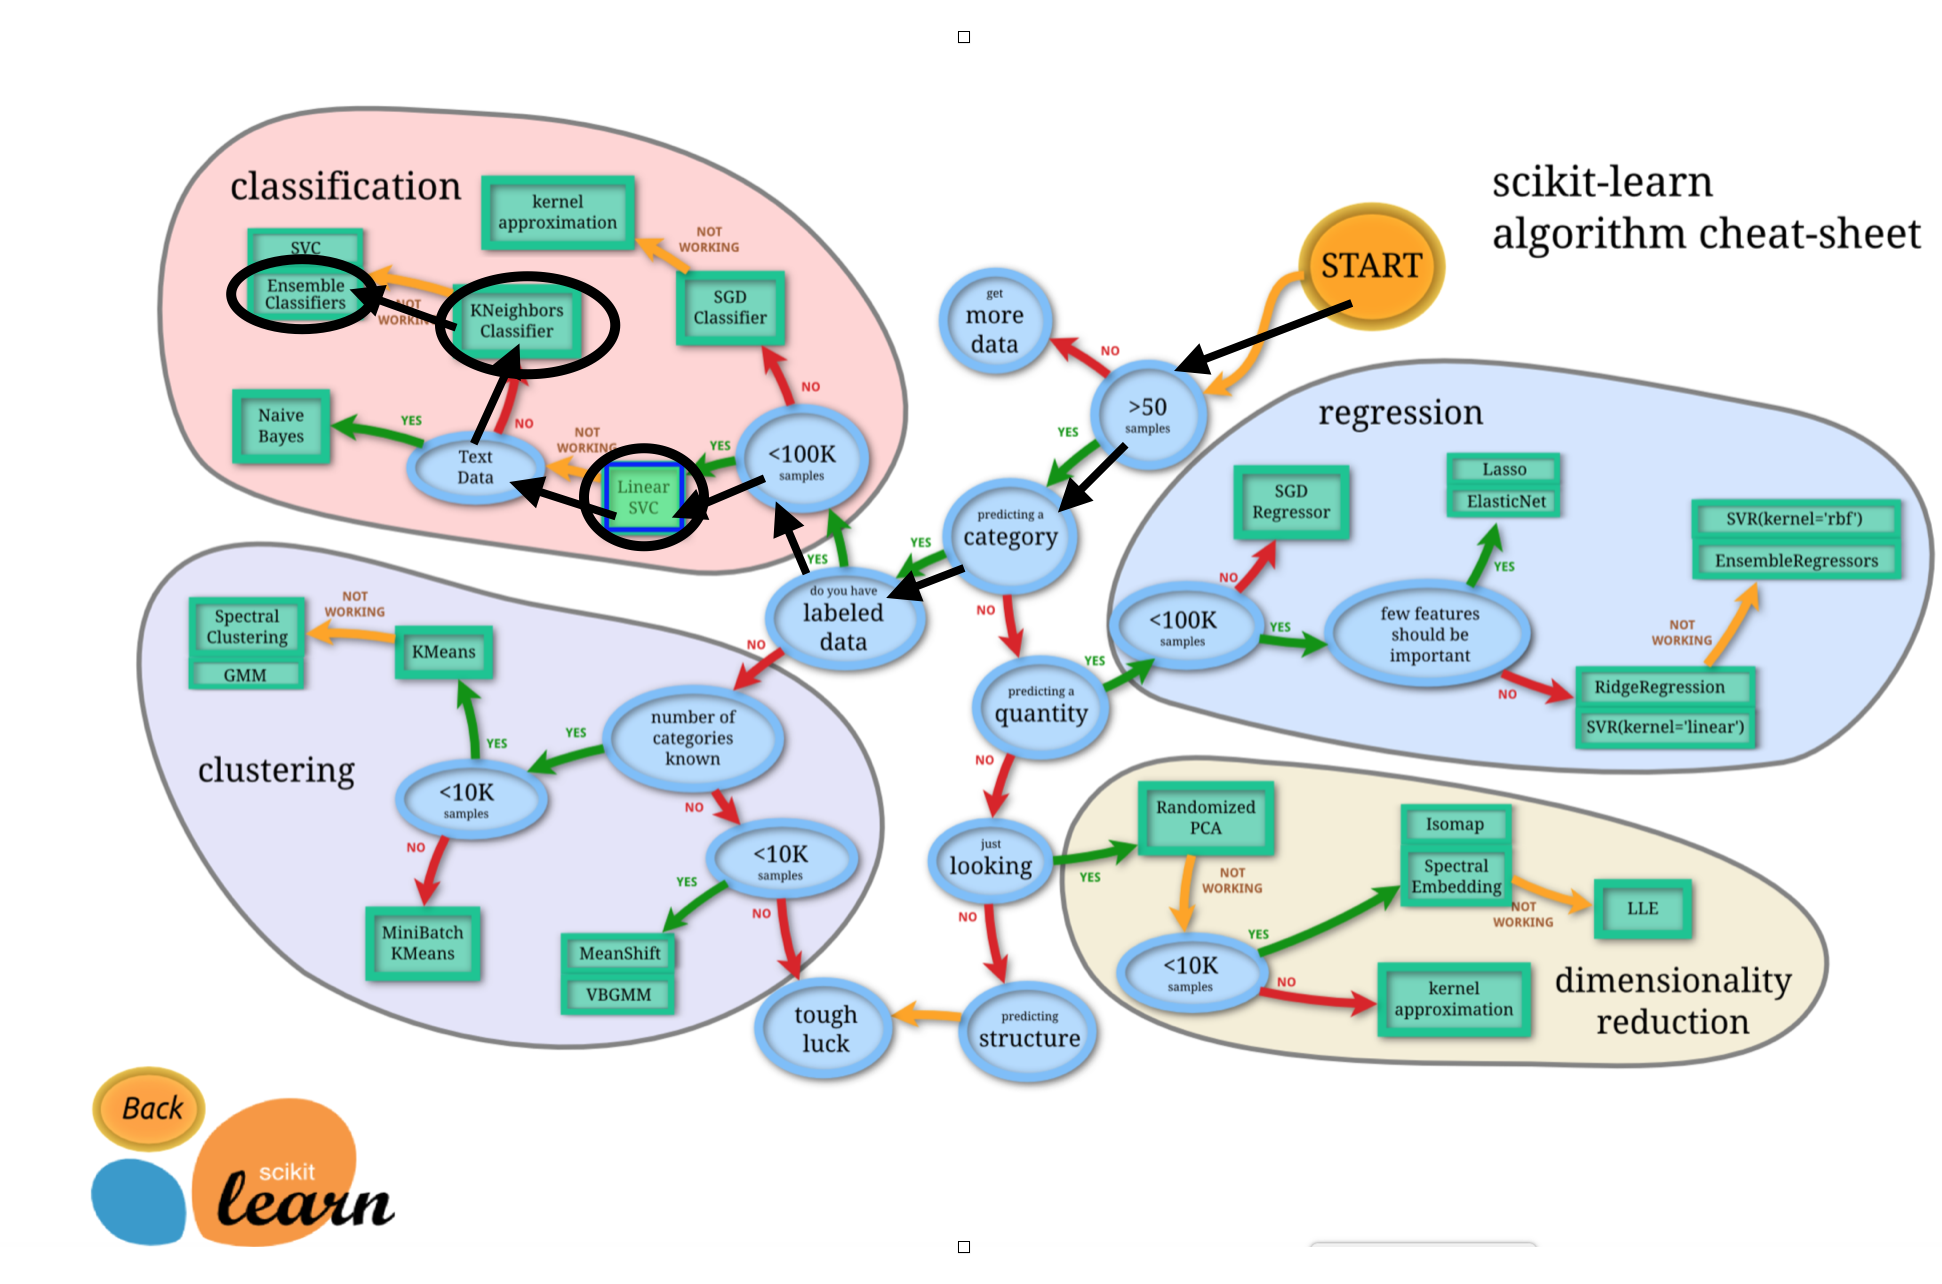 scikit-learn
algorithm cheat-sheet
START
classification
kernel
approximation
NOT
WORKING
SVC
Ensemble
Classifiers
NOT
WORKING
KNeighbors
Classifier
SGD
Classifier
NO
Naive
Bayes
YES
Text
Data
NO
NOT
WORKING
Linear
SVC
YES
<100K
samples
YES
get
more
data
NO
>50
samples
YES
predicting a
category
YES
NO
do you have
labeled
data
NO
predicting a
quantity
YES
NO
just
looking
YES
NO
predicting
structure
tough
luck
regression
SGD
Regressor
NO
<100K
samples
YES
Lasso
ElasticNet
YES
few features
should be
important
NO
SVR(kernel='rbf')
EnsembleRegressors
NOT
WORKING
RidgeRegression
SVR(kernel='linear')
clustering
Spectral
Clustering
GMM
NOT
WORKING
KMeans
YES
<10K
samples
NO
MiniBatch
KMeans
YES
number of
categories
known
NO
<10K
samples
YES
NO
MeanShift
VBGMM
Randomized
PCA
NOT
WORKING
<10K
samples
YES
NO
Isomap
Spectral
Embedding
NOT
WORKING
LLE
kernel
approximation
dimensionality
reduction
Back
scikit
learn